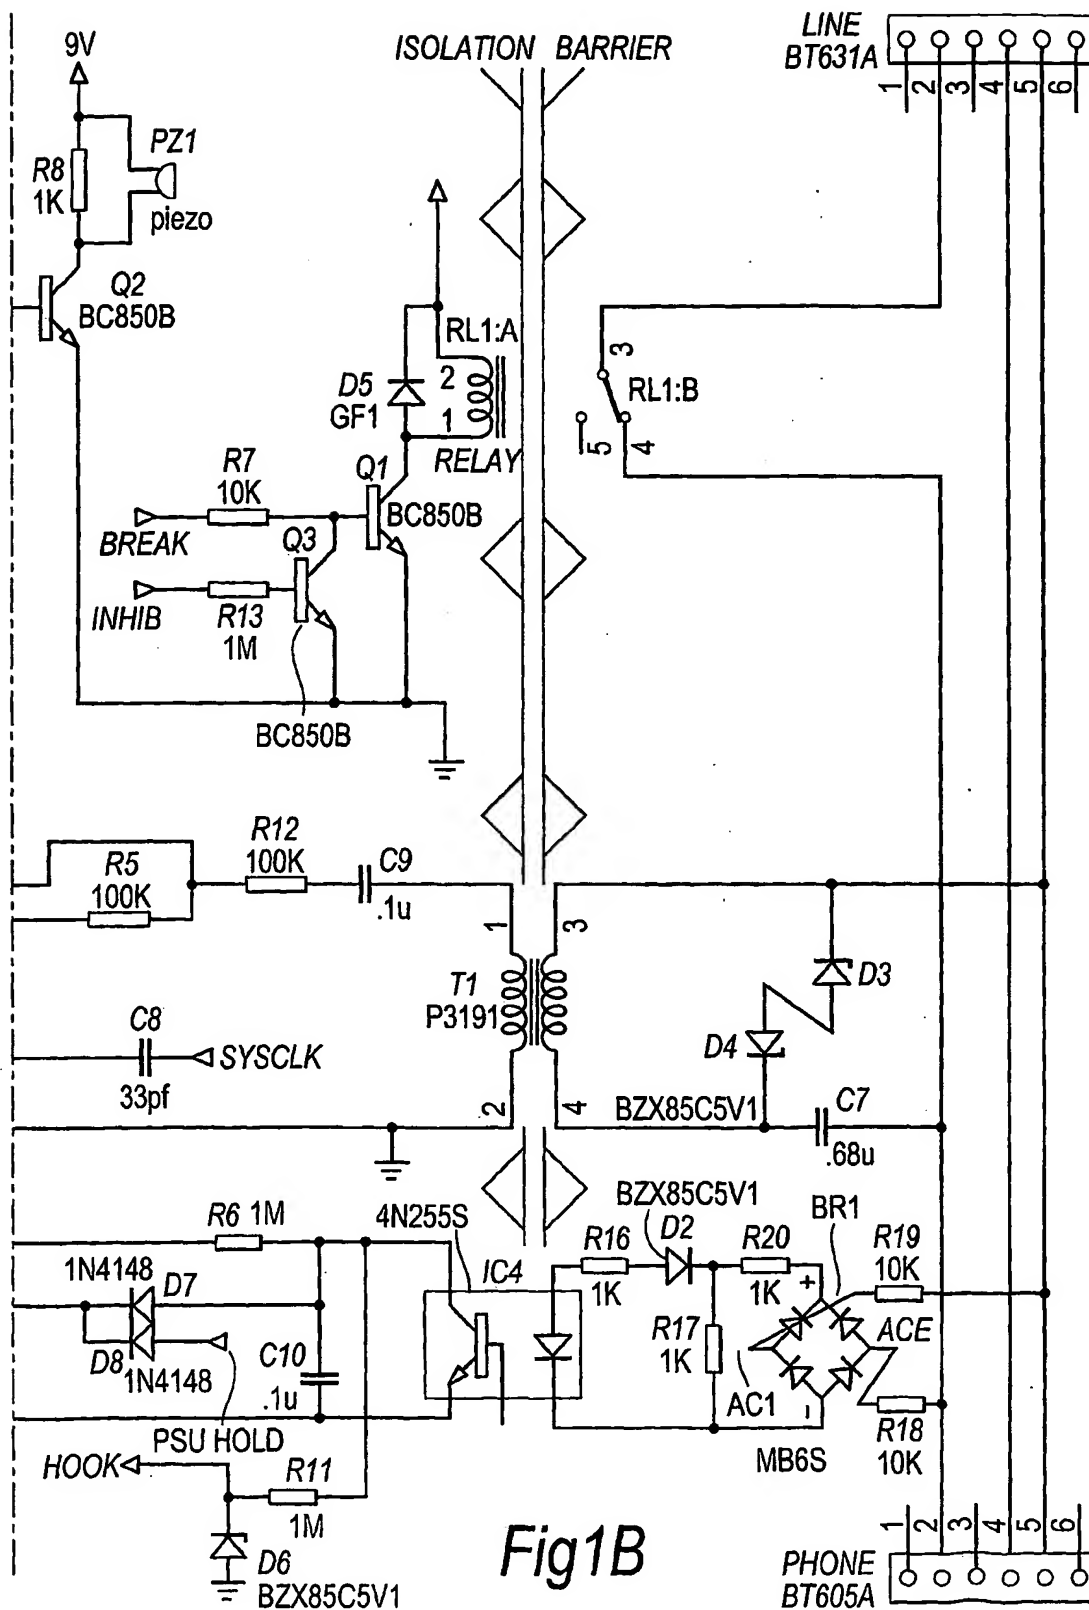 9V
ISOLATION BARRIER
LINE
BT631A
1
2
3
4
5
6
R8
1K
PZ1
piezo
Q2
BC850B
RL1:A
2
1
RELAY
D5
GF1
3
RL1:B
5
4
R7
10K
Q1
BC850B
BREAK
Q3
INHIB
R13
1M
BC850B
R12
100K
C9
.1u
R5
100K
1
3
T1
P3191
D3
D4
C8
33pf
SYSCLK
2
4
BZX85C5V1
C7
.68u
R6 1M
4N255S
BZX85C5V1
D2
BR1
1N4148
D7
IC4
R16
1K
R20
1K
+
R19
10K
D8
1N4148
C10
.1u
R17
1K
ACE
AC1
-
R18
10K
PSU HOLD
MB6S
HOOK
R11
1M
D6
BZX85C5V1
Fig1B
PHONE
BT605A
1
2
3
4
5
6